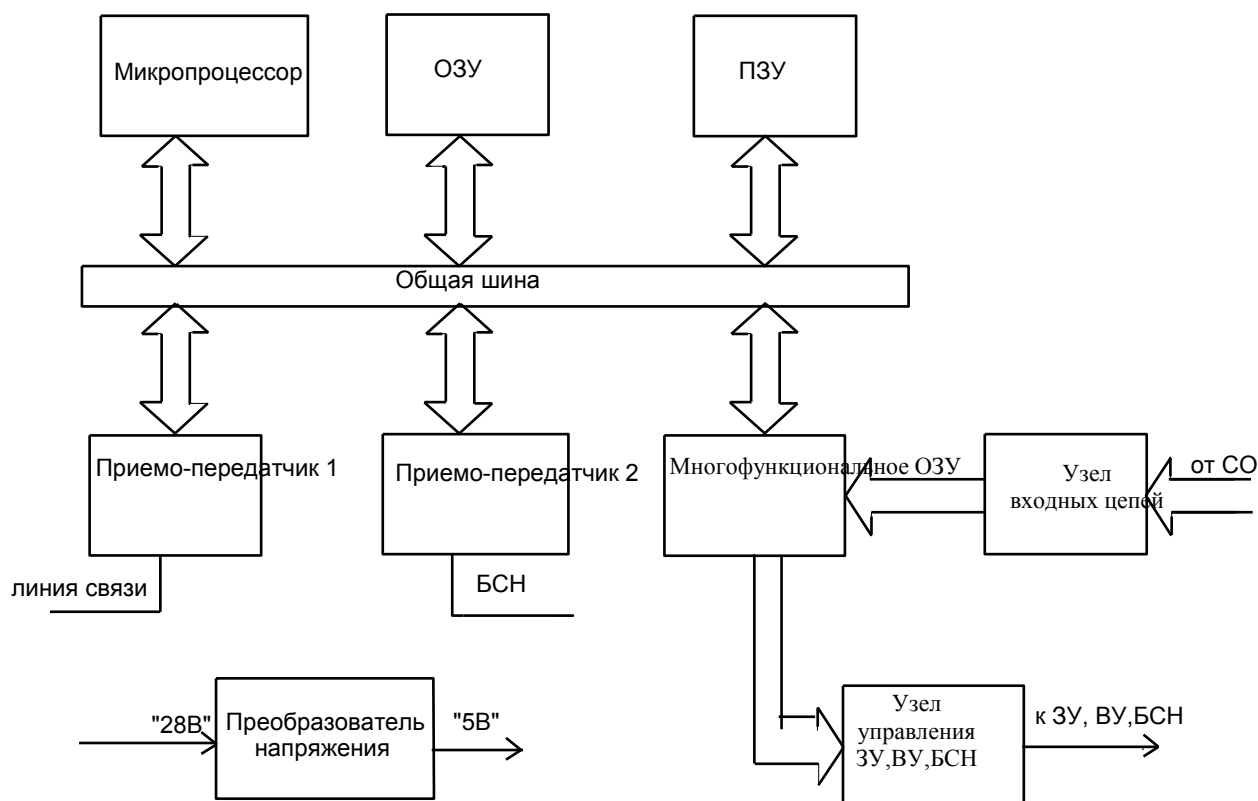 Микропроцессор
ОЗУ
ПЗУ
Общая шина
Приемо-передатчик 1
Приемо-передатчик 2
Многофункциональное ОЗУ
Узел
входных цепей
от СО
линия связи
БСН
"28В"
Преобразователь
напряжения
"5В"
Узел
управления
ЗУ,ВУ,БСН
к ЗУ, ВУ,БСН